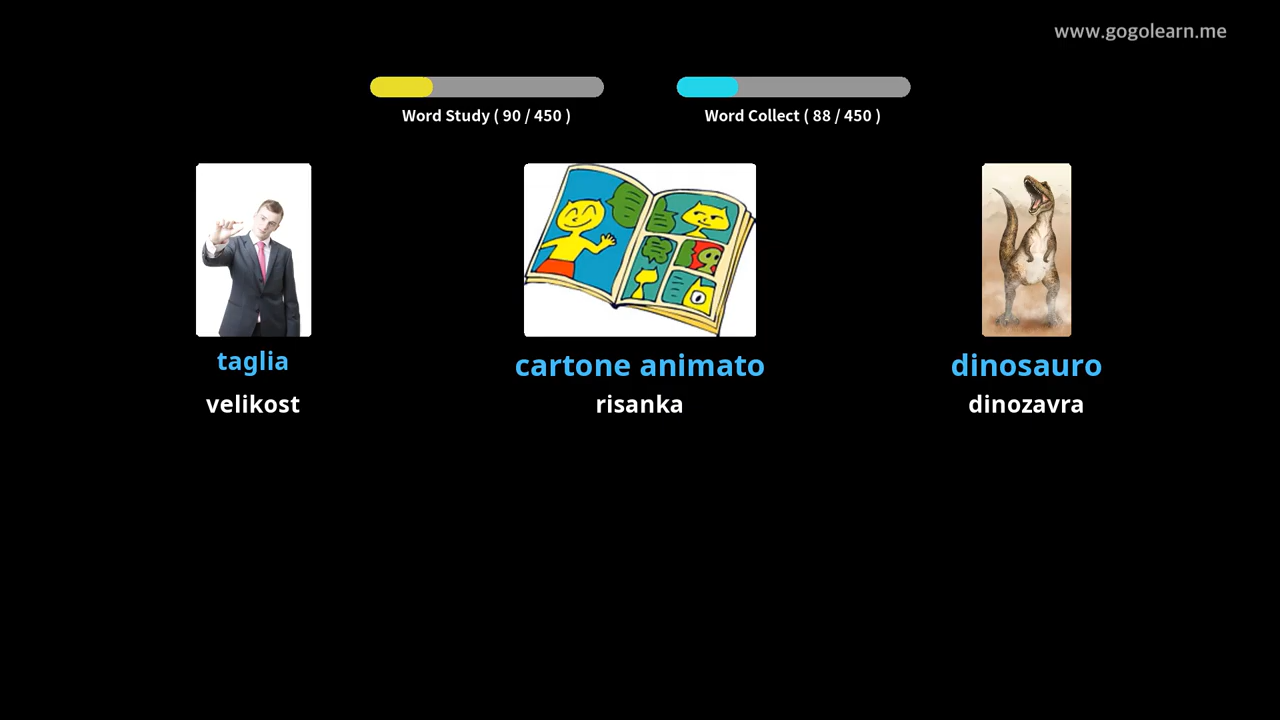 www.gogolearn.me
Word Study ( 90 / 450 )
Word Collect ( 88 / 450 )
taglia
cartone animato
dinosauro
velikost
risanka
dinozavra